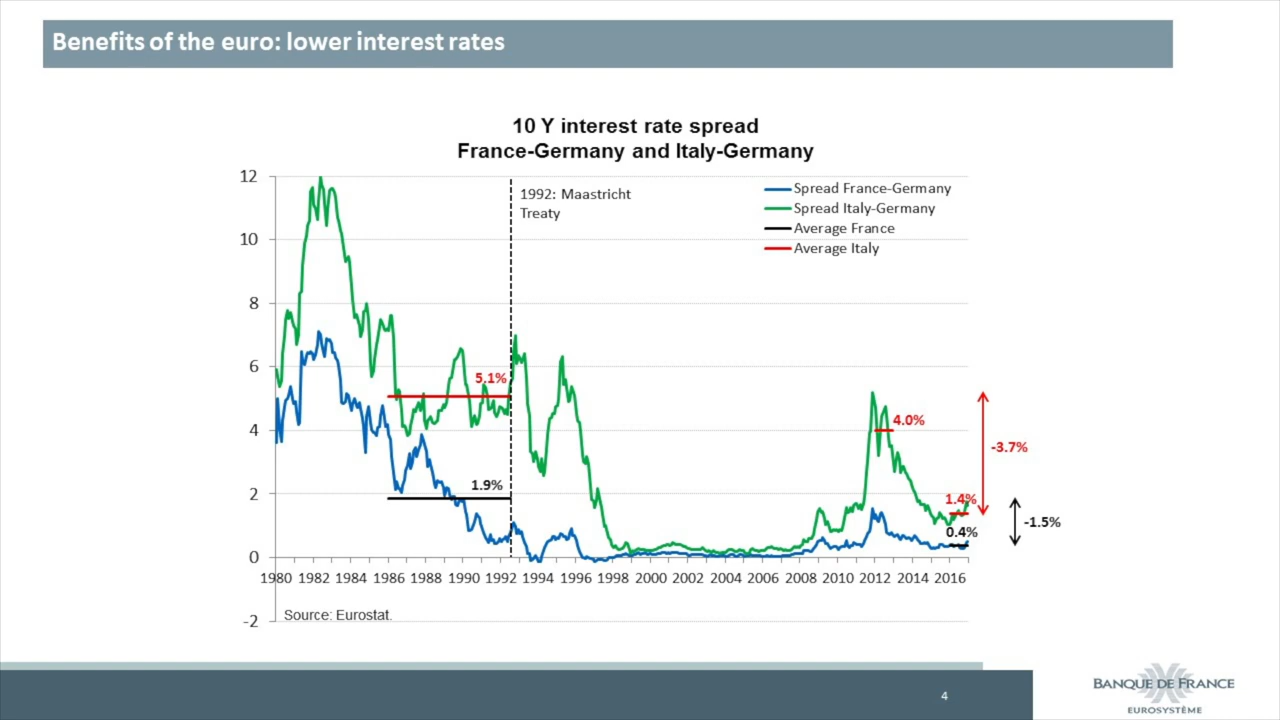 Benefits of the euro: lower interest rates
10 Y interest rate spread
France-Germany and Italy-Germany
12
10
8
6
4
2
0
-2
1992: Maastricht
Treaty
Spread France-Germany
Spread Italy-Germany
Average France
Average Italy
5.1%
1.9%
4.0%
-3.7%
1.4%
-1.5%
0.4%
1980 1982 1984 1986 1988 1990 1992 1994 1996 1998 2000 2002 2004 2006 2008 2010 2012 2014 2016
Source: Eurostat.
4
BANQUE DE FRANCE
EUROSYSTÈME